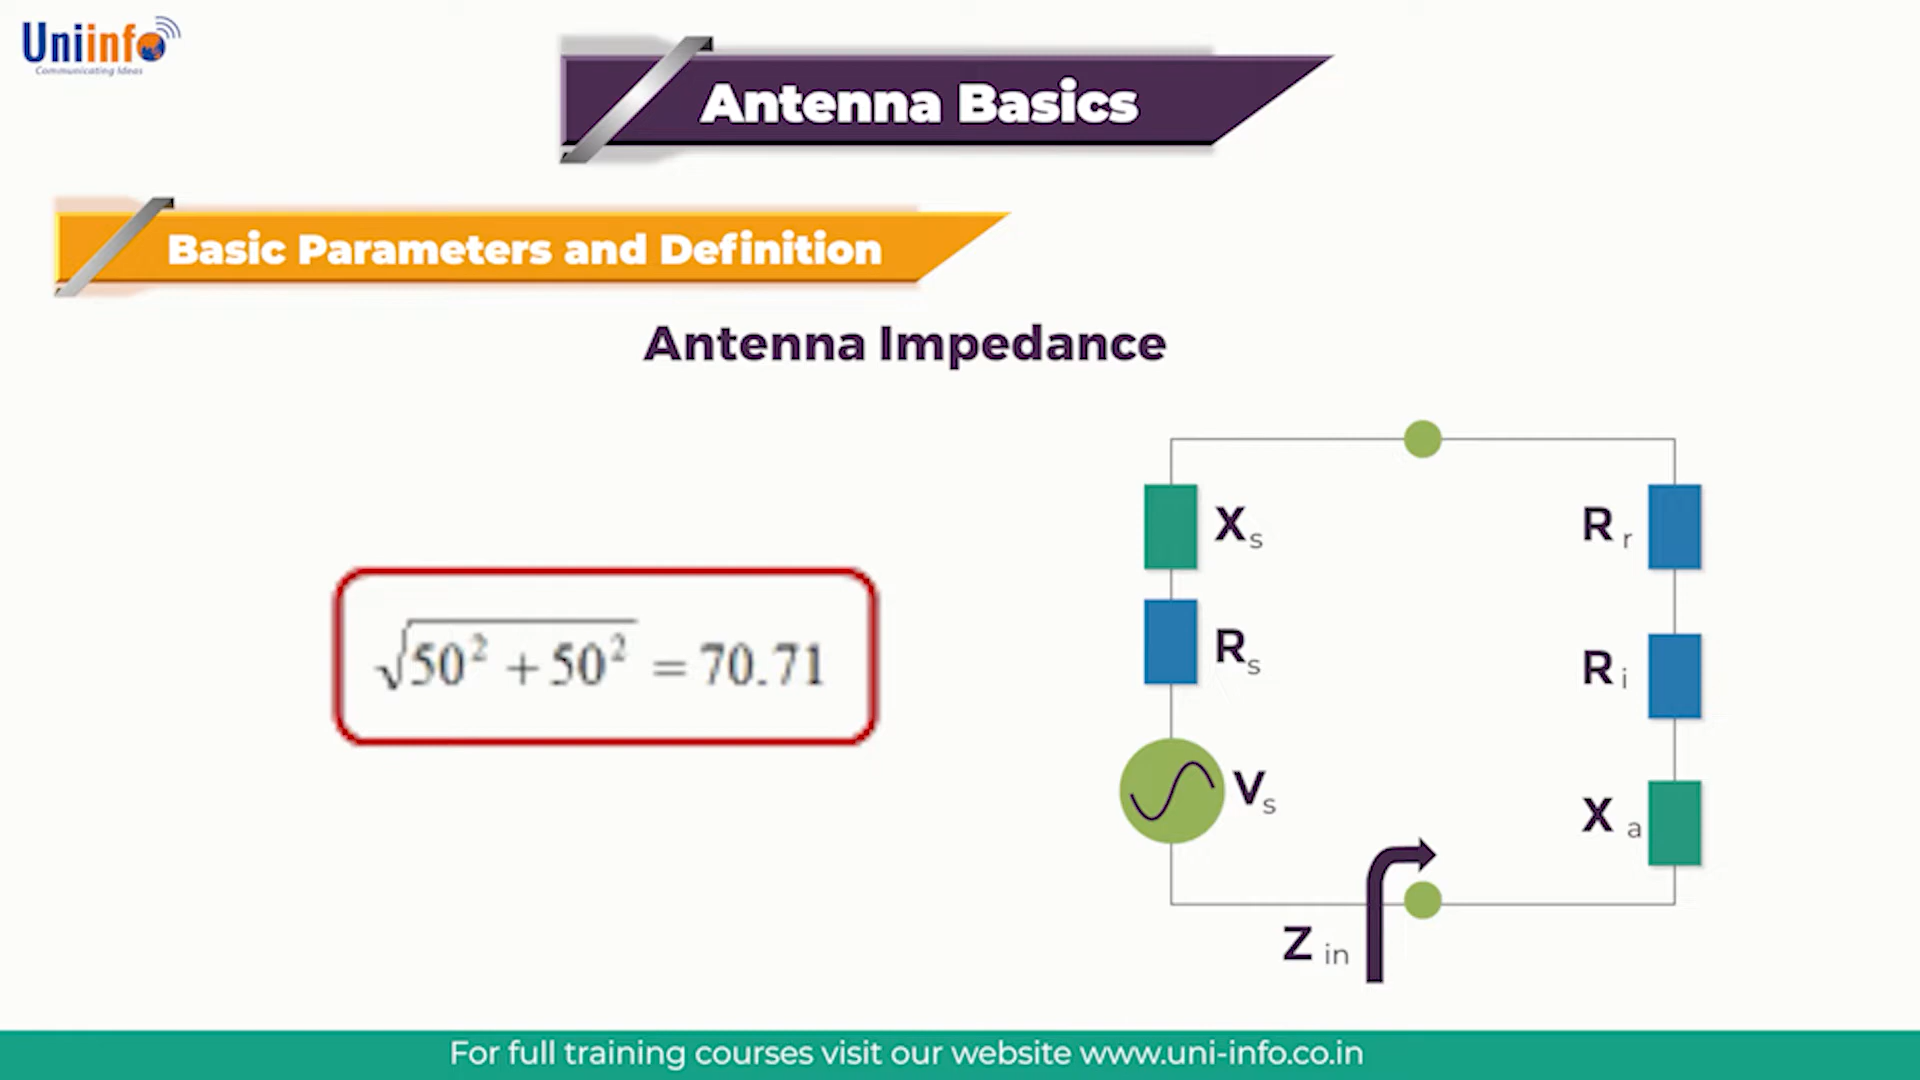 Uniinfo
Communicating Ideas
Antenna Basics
Basic Parameters and Definition
Antenna Impedance
√50² + 50² = 70.71
Xs
Rs
Vs
Rr
Ri
Xa
Zin
For full training courses visit our website www.uni-info.co.in